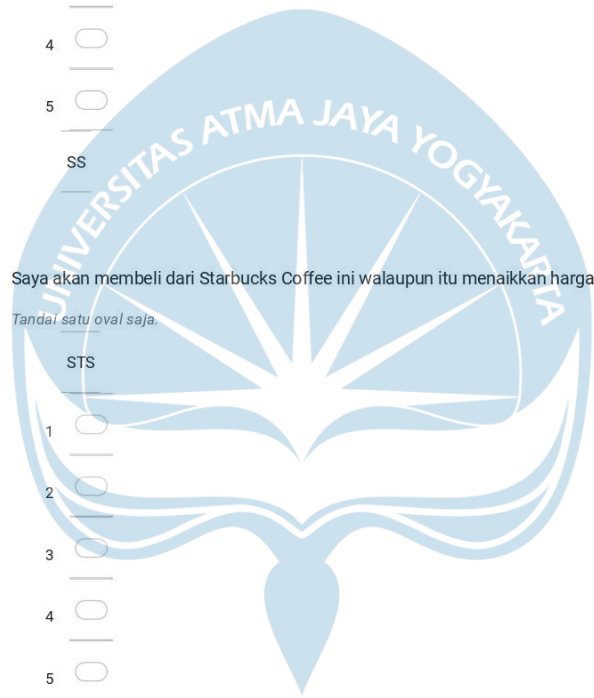 4
5
SS
UNIVERSITAS ATMA JAYA YOGYAKARTA
Saya akan membeli dari Starbucks Coffee ini walaupun itu menaikkan harga
Tandai satu oval saja.
STS
1
2
3
4
5